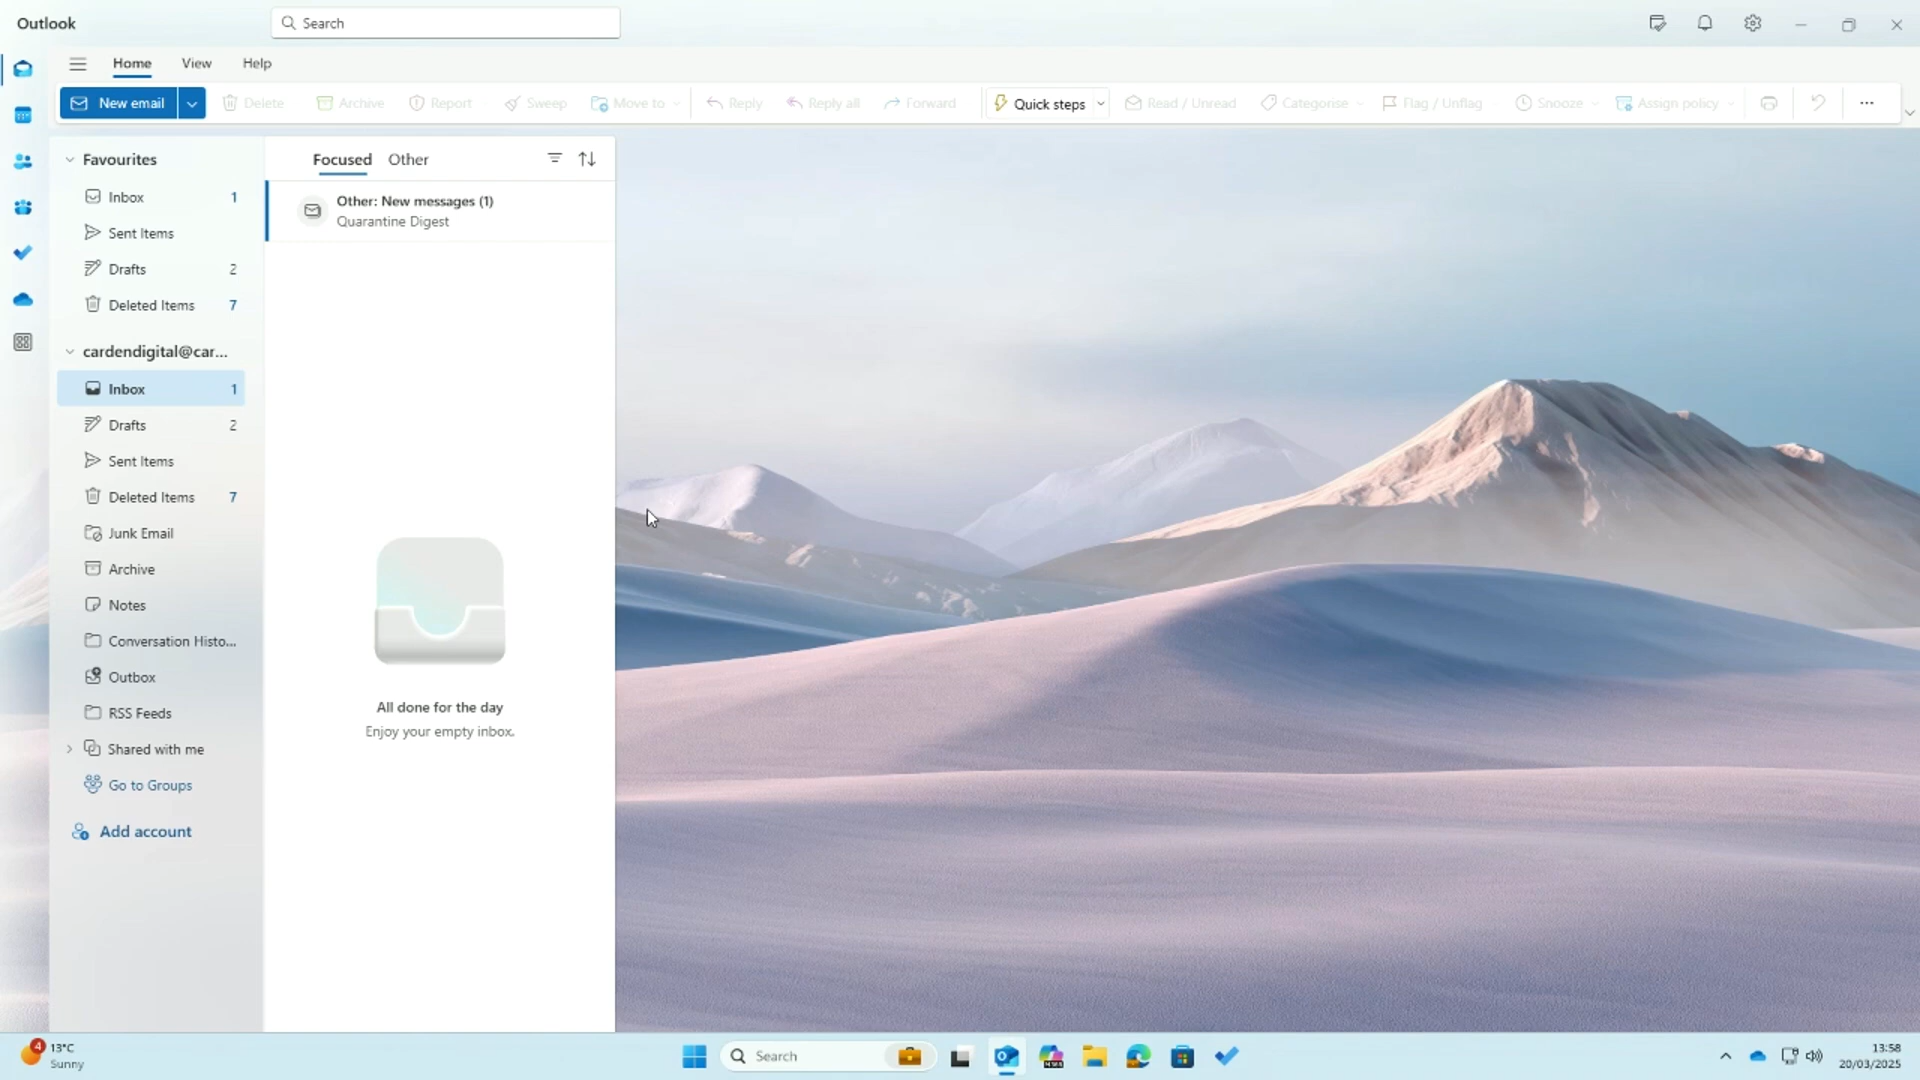 Outlook
Search
Home View Help
New email Delete Archive Report Sweep Move to Reply Reply all Forward Quick steps Read / Unread Categorise Flag / Unflag Snooze Assign policy
Favourites
Inbox 1
Sent Items
Drafts 2
Deleted Items 7
cardendigital@car...
Inbox 1
Drafts 2
Sent Items
Deleted Items 7
Junk Email
Archive
Notes
Conversation Histo...
Outbox
RSS Feeds
Shared with me
Go to Groups
Add account
Focused Other
Other: New messages (1)
Quarantine Digest
All done for the day
Enjoy your empty inbox.
4
13°C
Sunny
Search
13:58
20/03/2025